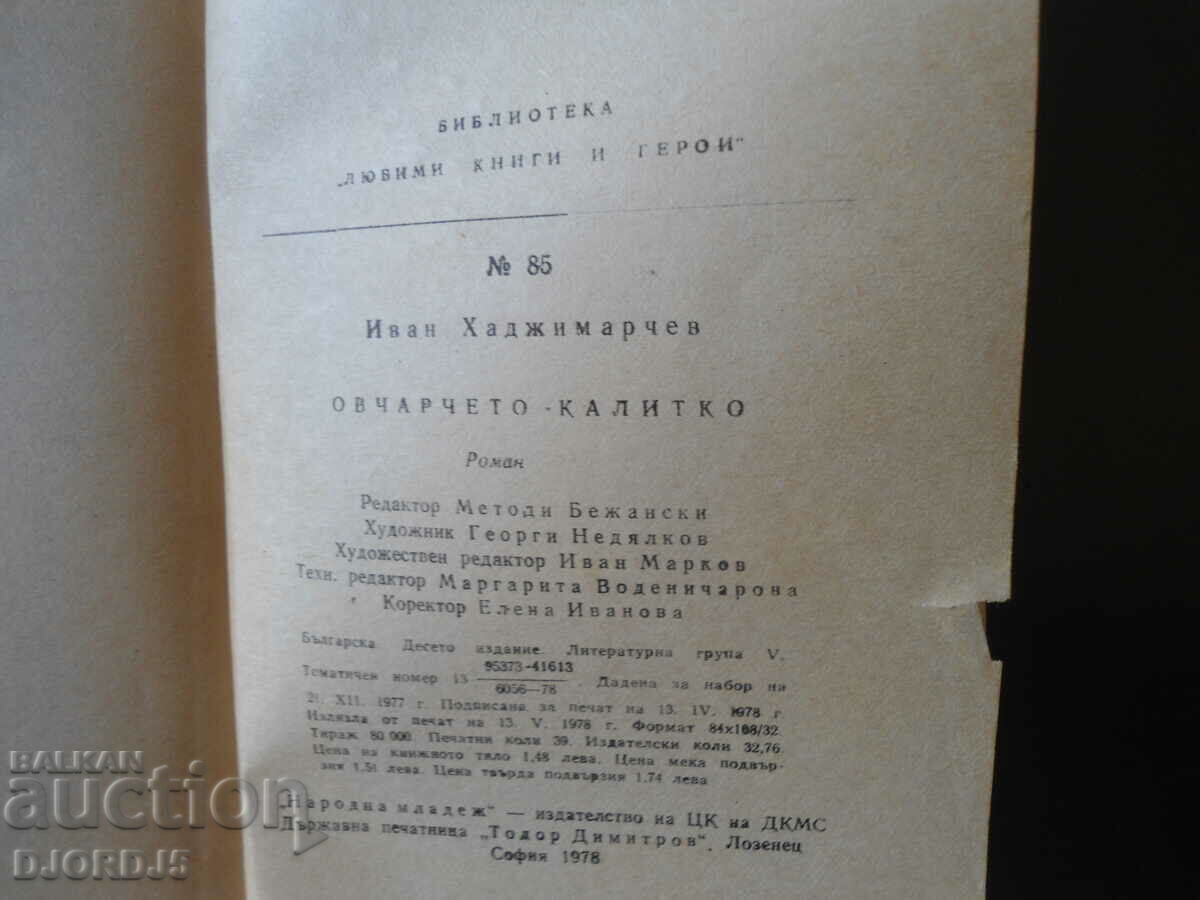 БИБЛИОТЕКА
„ЛЮБИМИ КНИГИ И ГЕРОИ“
№ 85
Иван Хаджимарчев
ОВЧАРЧЕТО КАЛИТКО
Роман
Редактор Методи Бежански
Художник Георги Недялков
Художествен редактор Иван Марков
Техн. редактор Маргарита Воденичарова
Коректор Елена Иванова
Българска. Десето издание. Литературна група V.
Тематичен номер 13 95373-41613 / 6056—78. Дадена за набор на
XII. 1977 г. Подписана за печат на 13. IV. 1978 г.
Излязла от печат на 13. V. 1978 г. Формат 84х108/32.
Тираж 80 000. Печатни коли 39. Издателски коли 32,76.
Цена на книжното тяло 1,48 лева. Цена мека подвър-
зия лева. Цена твърда подвързия 1,74 лева
„Народна младеж“ — издателство на ЦК на ДКМС
Държавна печатница „Тодор Димитров“, Лозенец
София 1978
BALKAN
auction
DJORDJ5